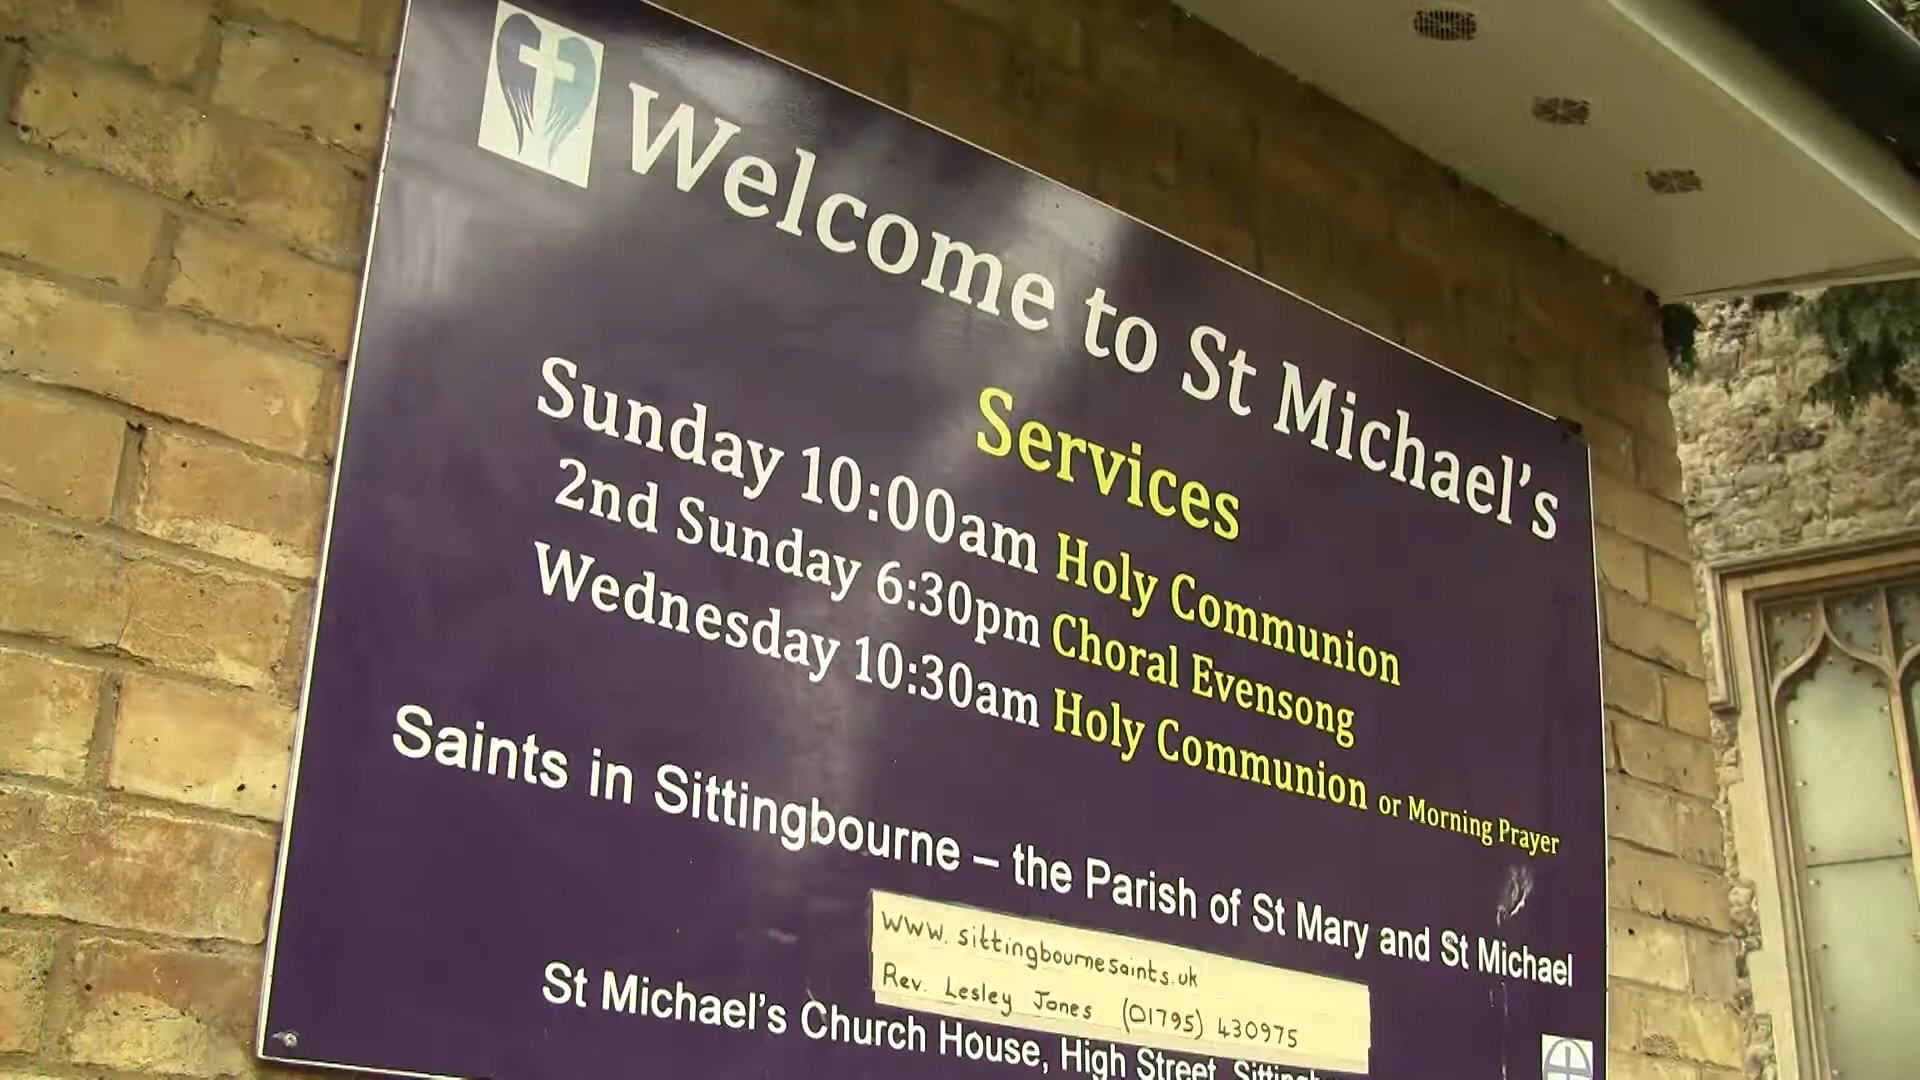 Welcome to St Michael's
Services
Sunday 10:00am Holy Communion
2nd Sunday 6:30pm Choral Evensong
Wednesday 10:30am Holy Communion or Morning Prayer
Saints in Sittingbourne – the Parish of St Mary and St Michael
www.sittingbournesaints.uk
Rev. Lesley Jones (01795) 430975
St Michael's Church House, High Street,